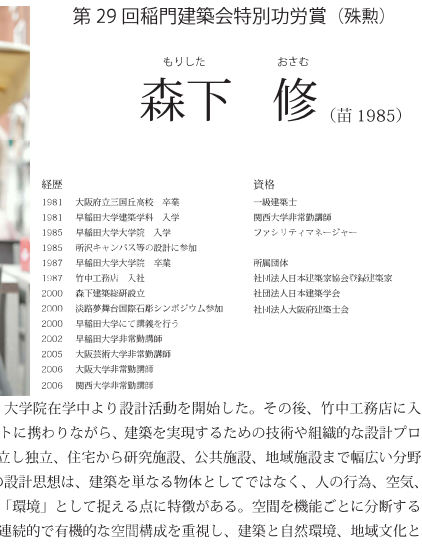 第29回稲門建築会特別功労賞（殊勲）
もりした　おさむ
森下　修（苗1985）
経歴
1981　大阪府立三国丘高校　卒業
1981　早稲田大学建築学科　入学
1985　早稲田大学大学院　入学
1985　所沢キャンパス等の設計に参加
1987　早稲田大学大学院　卒業
1987　竹中工務店　入社
2000　森下建築総研設立
2000　淡路夢舞台国際石彫シンポジウム参加
2000　早稲田大学にて講義を行う
2002　早稲田大学非常勤講師
2005　大阪芸術大学非常勤講師
2006　大阪大学非常勤講師
2006　関西大学非常勤講師
資格
一級建築士
関西大学非常勤講師
ファシリティマネージャー
所属団体
社団法人日本建築家協会登録建築家
社団法人日本建築学会
社団法人大阪府建築士会
大学院在学中より設計活動を開始した。その後、竹中工務店に入
トに携わりながら、建築を実現するための技術や組織的な設計プロ
立し独立、住宅から研究施設、公共施設、地域施設まで幅広い分野
の設計思想は、建築を単なる物体としてではなく、人の行為、空気、
「環境」として捉える点に特徴がある。空間を機能ごとに分断する
連続的で有機的な空間構成を重視し、建築と自然環境、地域文化と